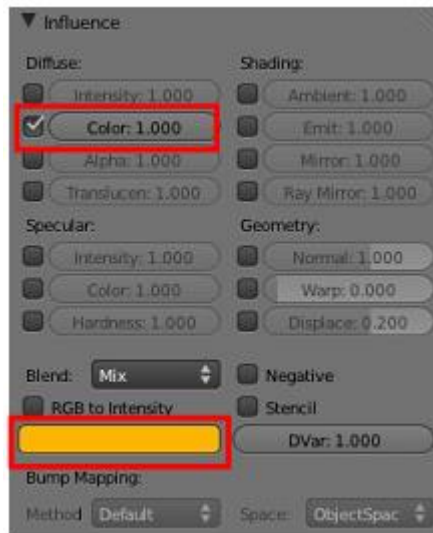 Influence
Diffuse: Shading:
Intensity: 1.000 Ambient: 1.000
Color: 1.000 Emit: 1.000
Alpha: 1.000 Mirror: 1.000
Translucen: 1.000 Ray Mirror: 1.000
Specular: Geometry:
Intensity: 1.000 Normal: 1.000
Color: 1.000 Warp: 0.000
Hardness: 1.000 Displace: 0.200
Blend: Mix Negative
RGB to Intensity Stencil
DVar: 1.000
Bump Mapping:
Method Default Space: ObjectSpac